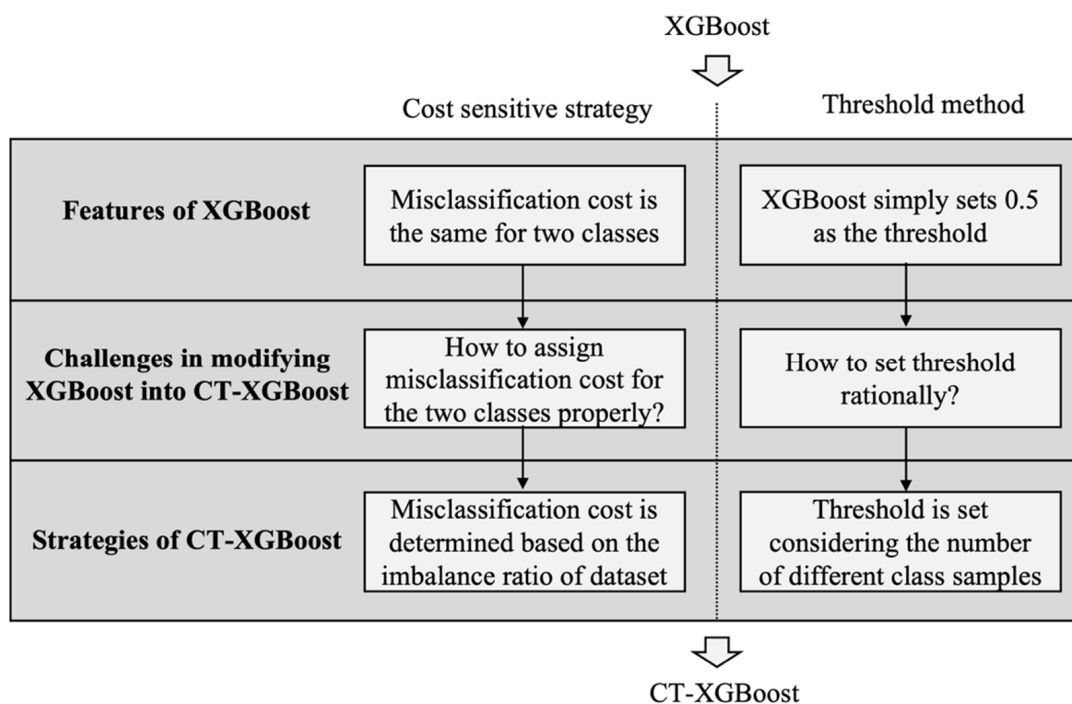 XGBoost
Cost sensitive strategy
Threshold method
Features of XGBoost
Misclassification cost is
the same for two classes
XGBoost simply sets 0.5
as the threshold
Challenges in modifying
XGBoost into CT-XGBoost
How to assign
misclassification cost for
the two classes properly?
How to set threshold
rationally?
Strategies of CT-XGBoost
Misclassification cost is
determined based on the
imbalance ratio of dataset
Threshold is set
considering the number
of different class samples
CT-XGBoost